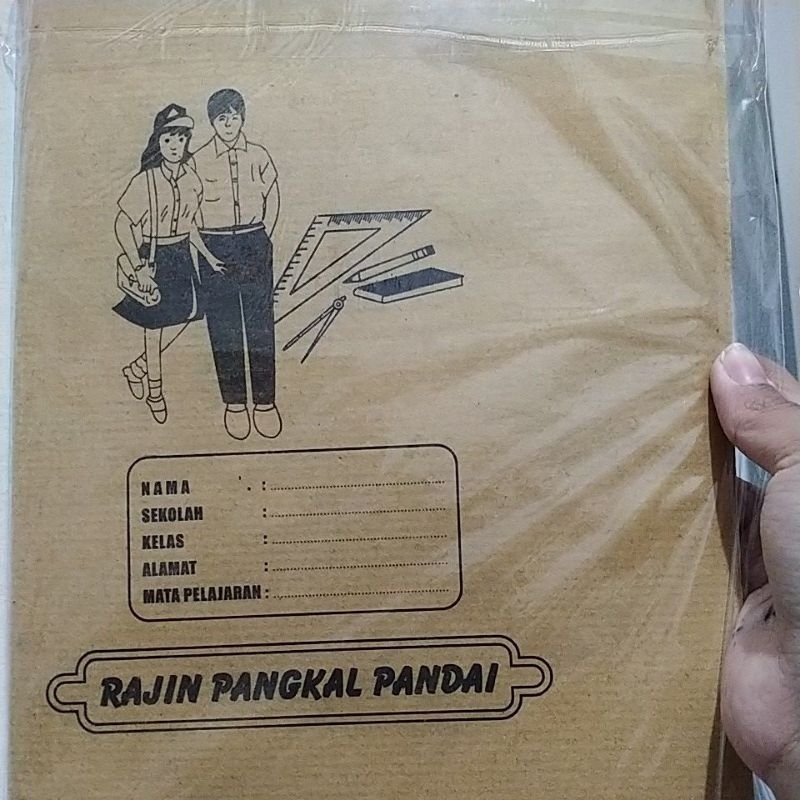 NAMA : ....................
SEKOLAH : ....................
KELAS : ....................
ALAMAT : ....................
MATA PELAJARAN : ....................
RAJIN PANGKAL PANDAI